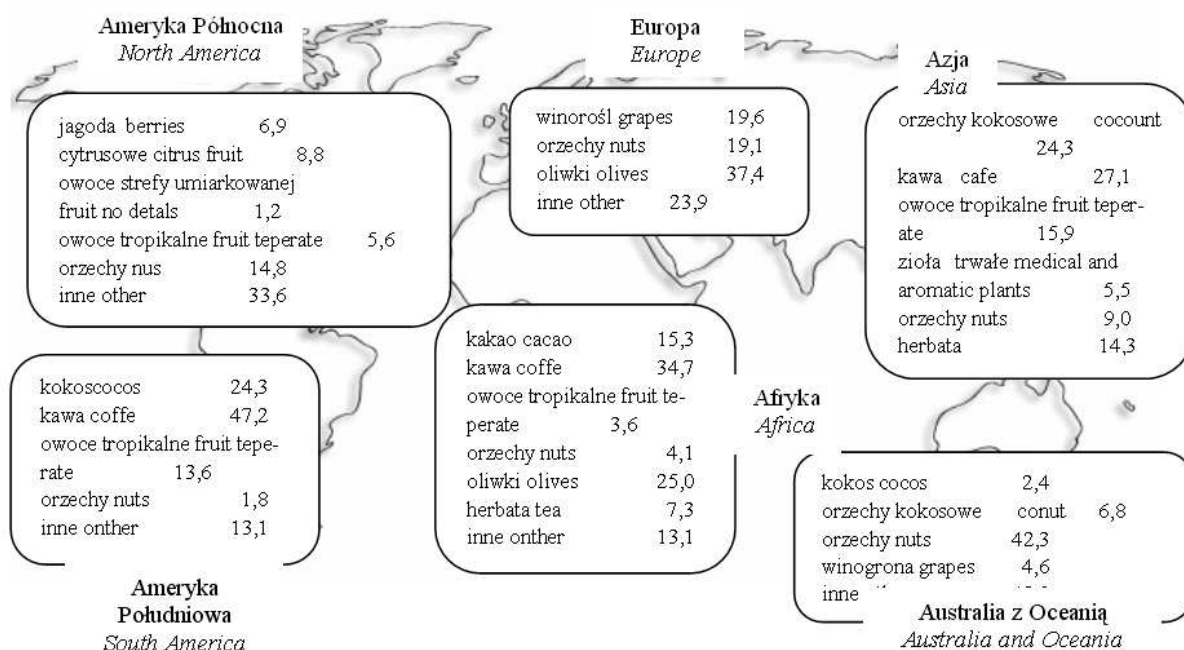 Ameryka Północna
North America
jagoda berries 6,9
cytrusowe citrus fruit 8,8
owoce strefy umiarkowanej
fruit no detals 1,2
owoce tropikalne fruit teperate 5,6
orzechy nus 14,8
inne other 33,6
Europa
Europe
winorośl grapes 19,6
orzechy nuts 19,1
oliwki olives 37,4
inne other 23,9
Azja
Asia
orzechy kokosowe cocount
24,3
kawa cafe 27,1
owoce tropikalne fruit teper-
ate 15,9
zioła trwałe medical and
aromatic plants 5,5
orzechy nuts 9,0
herbata 14,3
kokoscocos 24,3
kawa coffe 47,2
owoce tropikalne fruit tepe-
rate 13,6
orzechy nuts 1,8
inne onther 13,1
Ameryka
Południowa
South America
kakao cacao 15,3
kawa coffe 34,7
owoce tropikalne fruit te-
perate 3,6
orzechy nuts 4,1
oliwki olives 25,0
herbata tea 7,3
inne onther 13,1
Afryka
Africa
kokos cocos 2,4
orzechy kokosowe conut 6,8
orzechy nuts 42,3
winogrona grapes 4,6
inne
Australia z Oceanią
Australia and Oceania